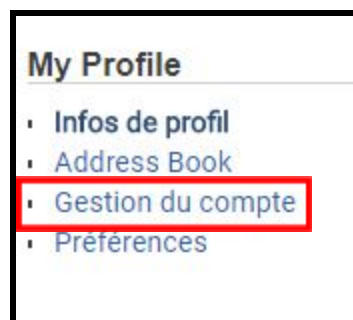 My Profile
Infos de profil
Address Book
Gestion du compte
Préférences